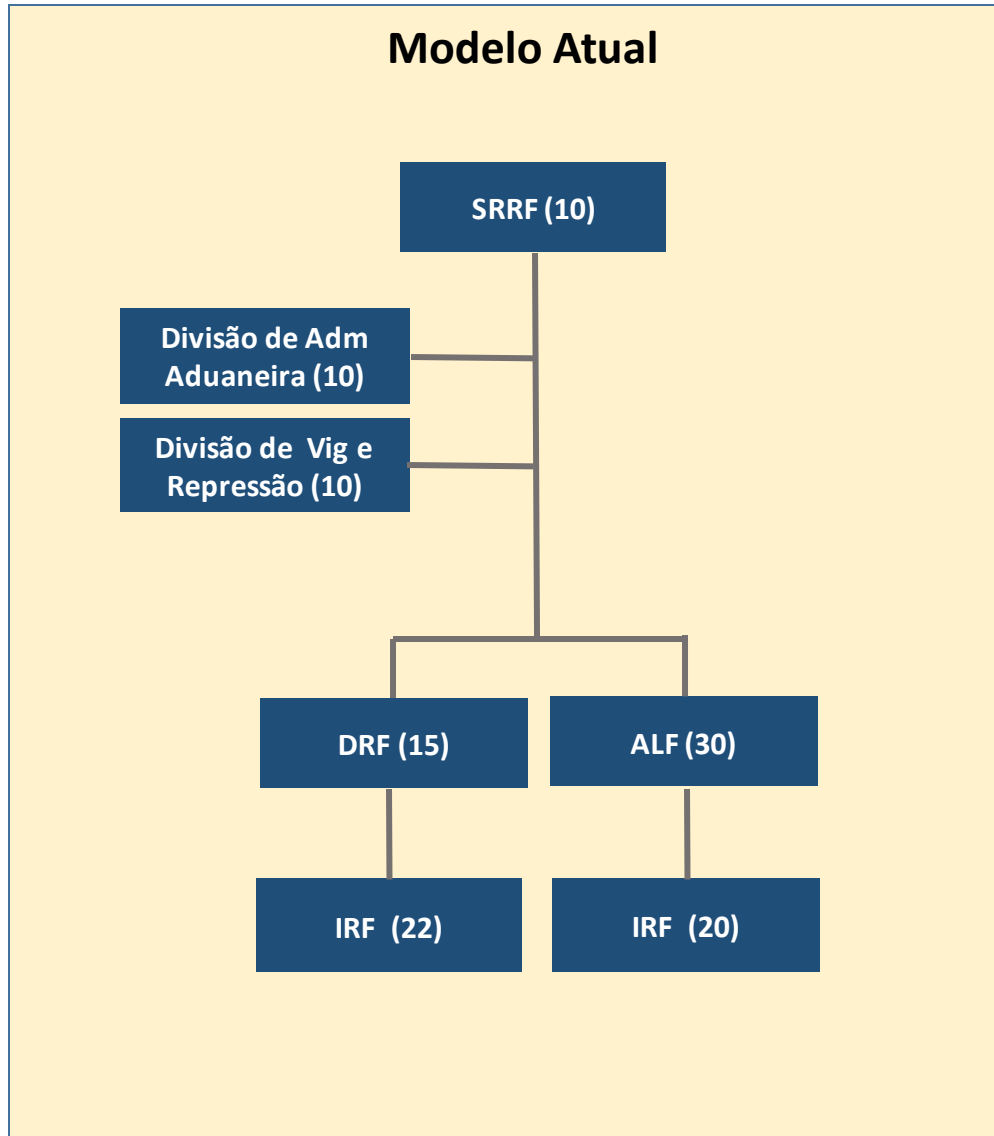 Modelo Atual
SRRF (10)
Divisão de Adm
Aduaneira (10)
Divisão de Vig e
Repressão (10)
DRF (15)
ALF (30)
IRF (22)
IRF (20)